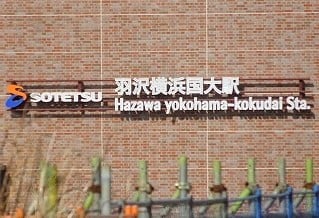 SOTETSU 羽沢横浜国大駅
Hazawa yokohama-kokudai Sta.